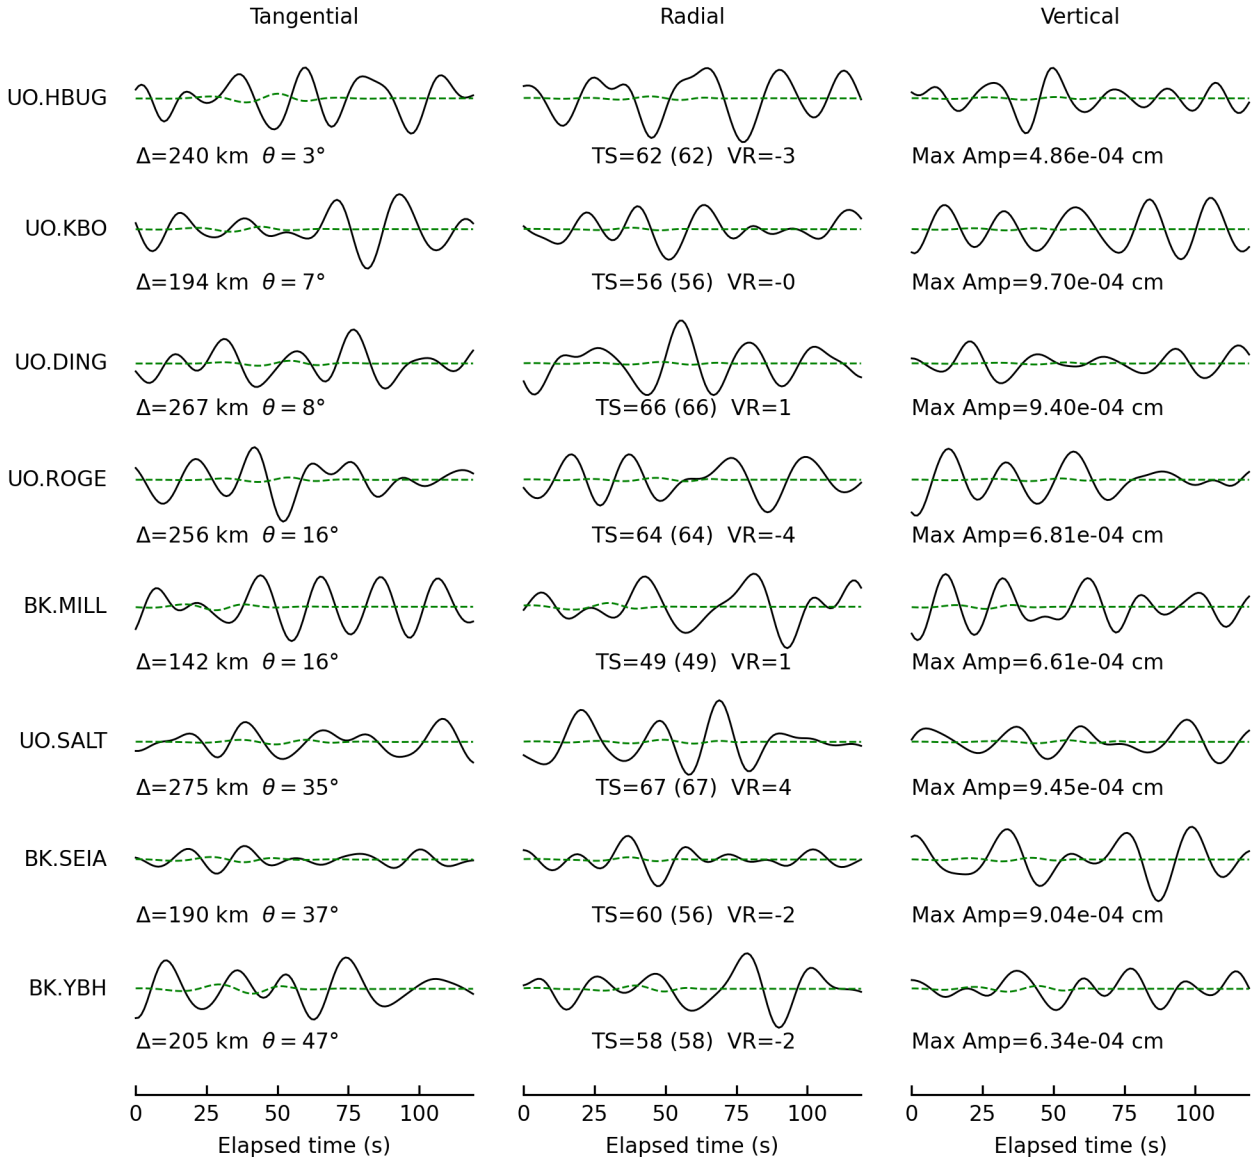 Tangential Radial Vertical
UO.HBUG
Δ=240 km θ = 3° TS=62 (62) VR=-3 Max Amp=4.86e-04 cm
UO.KBO
Δ=194 km θ = 7° TS=56 (56) VR=-0 Max Amp=9.70e-04 cm
UO.DING
Δ=267 km θ = 8° TS=66 (66) VR=1 Max Amp=9.40e-04 cm
UO.ROGE
Δ=256 km θ = 16° TS=64 (64) VR=-4 Max Amp=6.81e-04 cm
BK.MILL
Δ=142 km θ = 16° TS=49 (49) VR=1 Max Amp=6.61e-04 cm
UO.SALT
Δ=275 km θ = 35° TS=67 (67) VR=4 Max Amp=9.45e-04 cm
BK.SEIA
Δ=190 km θ = 37° TS=60 (56) VR=-2 Max Amp=9.04e-04 cm
BK.YBH
Δ=205 km θ = 47° TS=58 (58) VR=-2 Max Amp=6.34e-04 cm
0 25 50 75 100 0 25 50 75 100 0 25 50 75 100
Elapsed time (s) Elapsed time (s) Elapsed time (s)